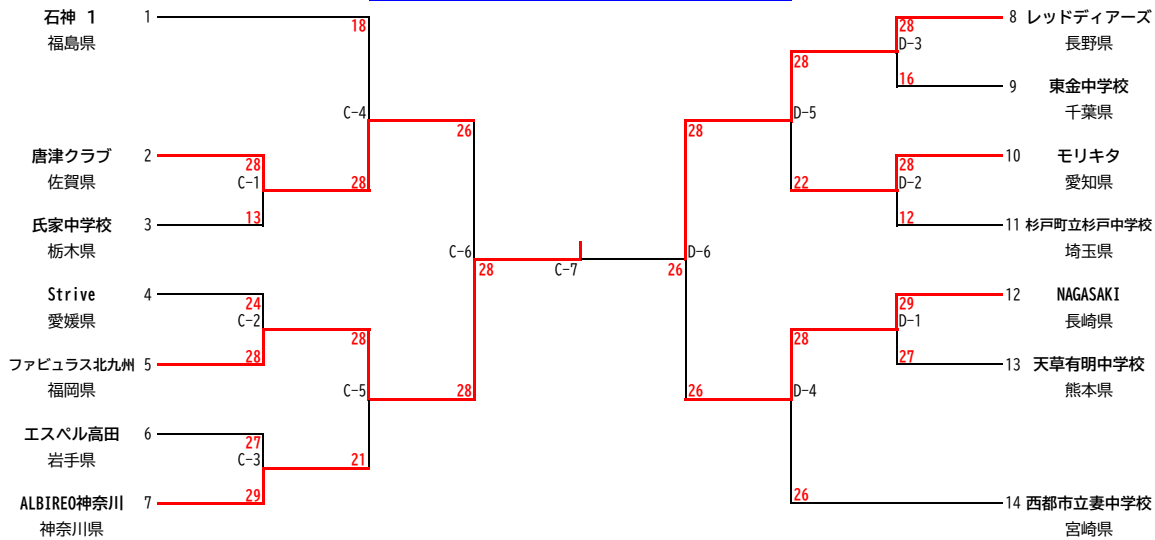 石神 1 1
福島県
唐津クラブ 2
佐賀県
氏家中学校 3
栃木県
Strive 4
愛媛県
ファビュラス北九州 5
福岡県
エスペル高田 6
岩手県
ALBIREO神奈川 7
神奈川県
18
C-4
28
C-1
28
13
24
C-2
28
28
C-5
27
C-3
21
29
26
C-6
28
28
C-7
26
28
D-6
26
28
D-5
22
28
D-4
26
28
D-3
16
28
D-2
12
29
D-1
27
8 レッドディアーズ
長野県
9 東金中学校
千葉県
10 モリキタ
愛知県
11 杉戸町立杉戸中学校
埼玉県
12 NAGASAKI
長崎県
13 天草有明中学校
熊本県
14 西都市立妻中学校
宮崎県